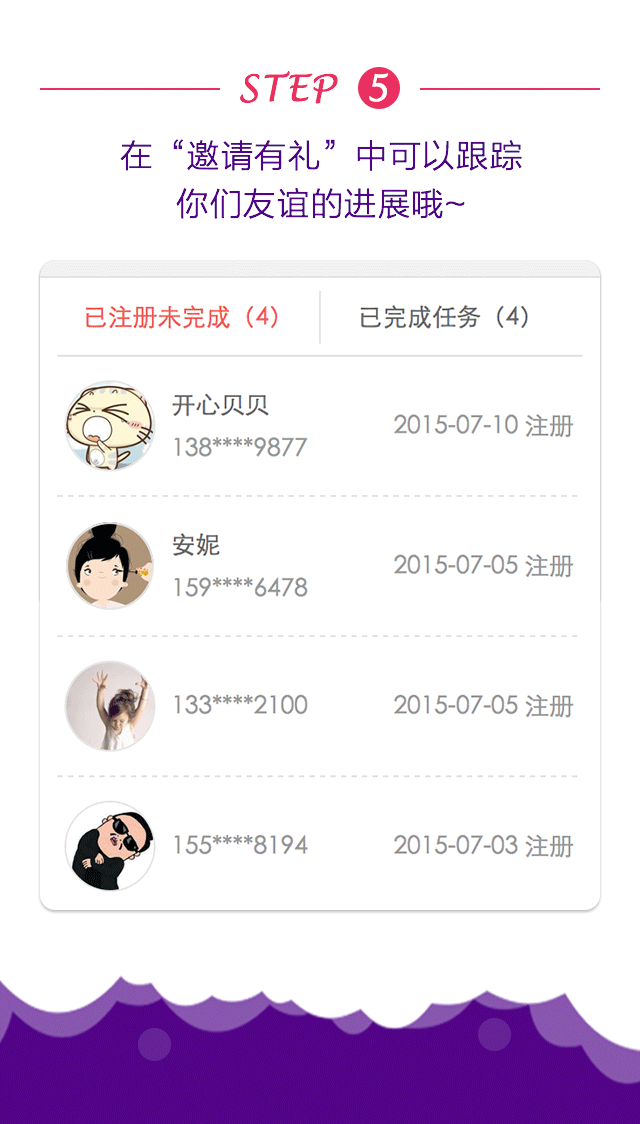 STEP 5
在“邀请有礼”中可以跟踪
你们友谊的进展哦~
已注册未完成（4）
已完成任务（4）
开心贝贝
138****9877
2015-07-10 注册
安妮
159****6478
2015-07-05 注册
133****2100
2015-07-05 注册
155****8194
2015-07-03 注册